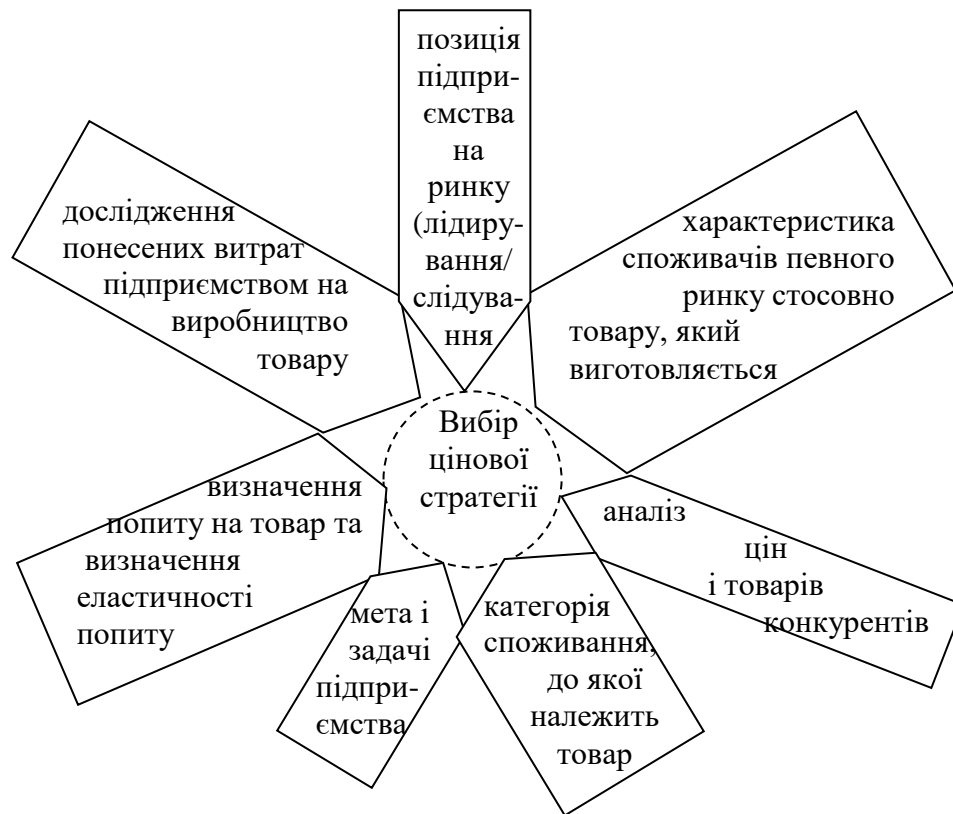 позиція
підпри-
ємства
на
ринку
(лідиру-
вання/
слідува-
ння
дослідження
понесених витрат
підприємством на
виробництво
товару
характеристика
споживачів певного
ринку стосовно
товару, який
виготовляється
Вибір
цінової
стратегії
визначення
попиту на товар та
визначення
еластичності
попиту
аналіз
цін
і товарів
конкурентів
мета і
задачі
підпри-
ємства
категорія
споживання,
до якої
належить
товар